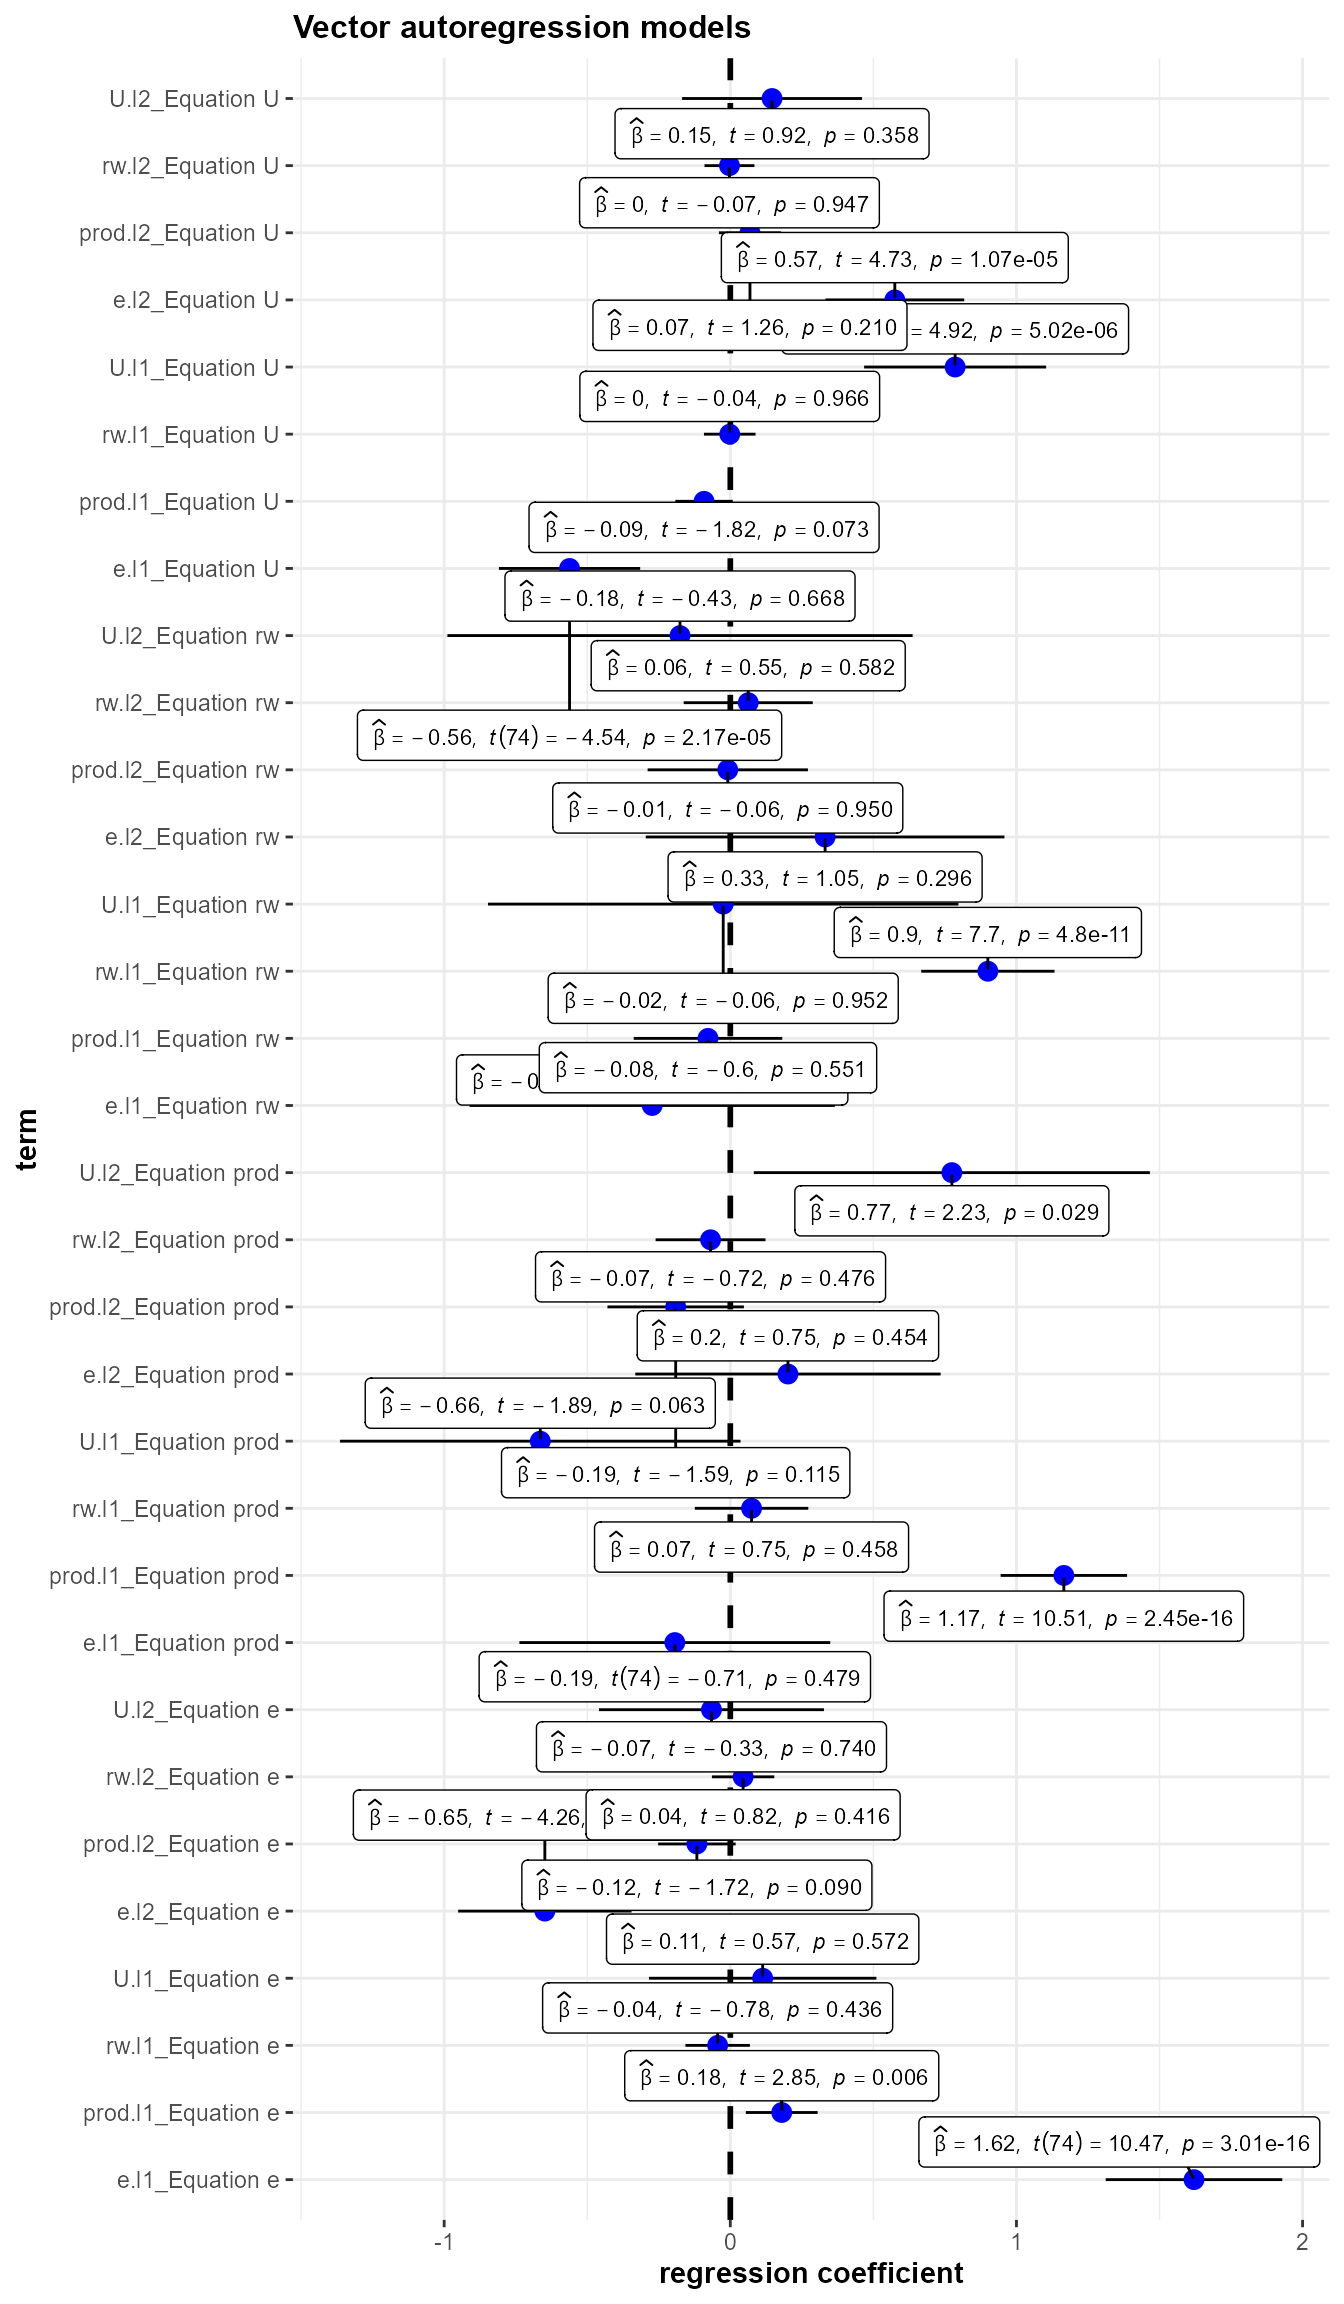 Vector autoregression models
U.l2_Equation U
β̂ = 0.15, t = 0.92, p = 0.358
rw.l2_Equation U
β̂ = 0, t = −0.07, p = 0.947
prod.l2_Equation U
β̂ = 0.57, t = 4.73, p = 1.07e-05
e.l2_Equation U
β̂ = 0.07, t = 1.26, p = 0.210
= 4.92, p = 5.02e-06
U.l1_Equation U
β̂ = 0, t = −0.04, p = 0.966
rw.l1_Equation U
prod.l1_Equation U
β̂ = −0.09, t = −1.82, p = 0.073
e.l1_Equation U
β̂ = −0.18, t = −0.43, p = 0.668
U.l2_Equation rw
β̂ = 0.06, t = 0.55, p = 0.582
rw.l2_Equation rw
β̂ = −0.56, t(74) = −4.54, p = 2.17e-05
prod.l2_Equation rw
β̂ = −0.01, t = −0.06, p = 0.950
e.l2_Equation rw
β̂ = 0.33, t = 1.05, p = 0.296
U.l1_Equation rw
β̂ = 0.9, t = 7.7, p = 4.8e-11
rw.l1_Equation rw
β̂ = −0.02, t = −0.06, p = 0.952
prod.l1_Equation rw
β̂ = −0.08, t = −0.6, p = 0.551
β̂ = −0
e.l1_Equation rw
term
U.l2_Equation prod
β̂ = 0.77, t = 2.23, p = 0.029
rw.l2_Equation prod
β̂ = −0.07, t = −0.72, p = 0.476
prod.l2_Equation prod
β̂ = 0.2, t = 0.75, p = 0.454
e.l2_Equation prod
β̂ = −0.66, t = −1.89, p = 0.063
U.l1_Equation prod
β̂ = −0.19, t = −1.59, p = 0.115
rw.l1_Equation prod
β̂ = 0.07, t = 0.75, p = 0.458
prod.l1_Equation prod
β̂ = 1.17, t = 10.51, p = 2.45e-16
e.l1_Equation prod
β̂ = −0.19, t(74) = −0.71, p = 0.479
U.l2_Equation e
β̂ = −0.07, t = −0.33, p = 0.740
rw.l2_Equation e
β̂ = −0.65, t = −4.26,
β̂ = 0.04, t = 0.82, p = 0.416
prod.l2_Equation e
β̂ = −0.12, t = −1.72, p = 0.090
e.l2_Equation e
β̂ = 0.11, t = 0.57, p = 0.572
U.l1_Equation e
β̂ = −0.04, t = −0.78, p = 0.436
rw.l1_Equation e
β̂ = 0.18, t = 2.85, p = 0.006
prod.l1_Equation e
β̂ = 1.62, t(74) = 10.47, p = 3.01e-16
e.l1_Equation e
-1 0 1 2
regression coefficient